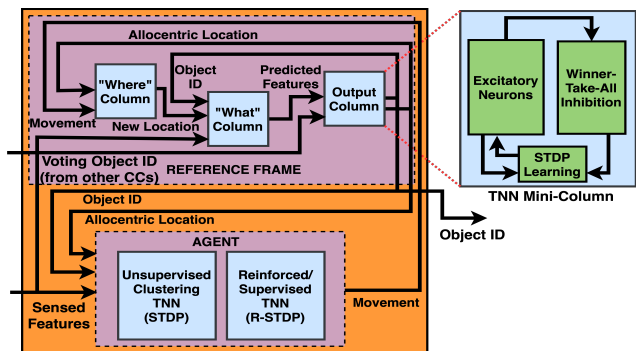 Allocentric Location
"Where"
Column
Object
ID
"What"
Column
Predicted
Features
Output
Column
Movement
New Location
Voting Object ID
(from other CCs)
REFERENCE FRAME
Excitatory
Neurons
Winner-
Take-All
Inhibition
STDP
Learning
TNN Mini-Column
Object ID
Allocentric Location
Object ID
AGENT
Unsupervised
Clustering
TNN
(STDP)
Reinforced/
Supervised
TNN
(R-STDP)
Movement
Sensed
Features